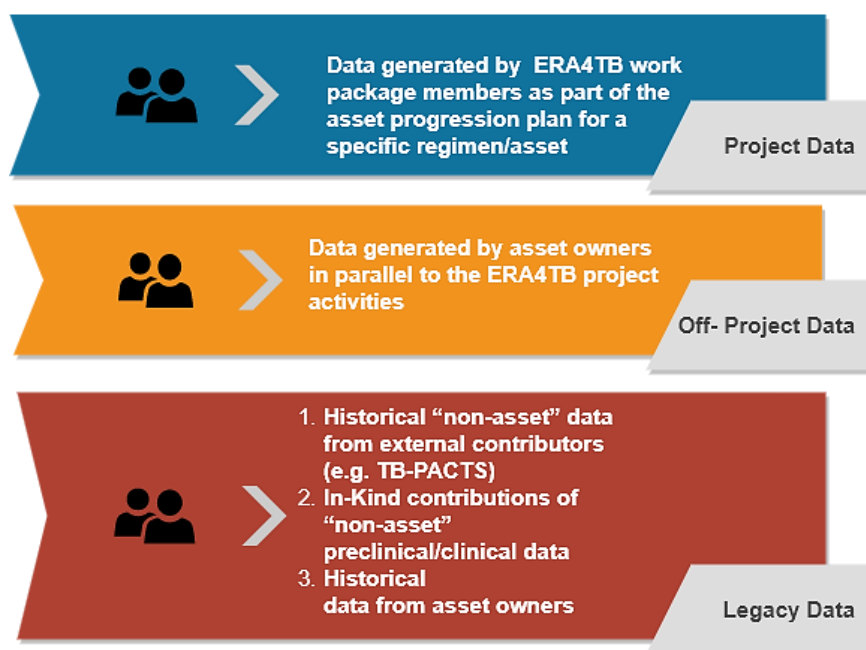 Data generated by ERA4TB work
package members as part of the
asset progression plan for a
specific regimen/asset
Project Data
Data generated by asset owners
in parallel to the ERA4TB project
activities
Off- Project Data
1. Historical “non-asset” data
from external contributors
(e.g. TB-PACTS)
2. In-Kind contributions of
“non-asset”
preclinical/clinical data
3. Historical
data from asset owners
Legacy Data